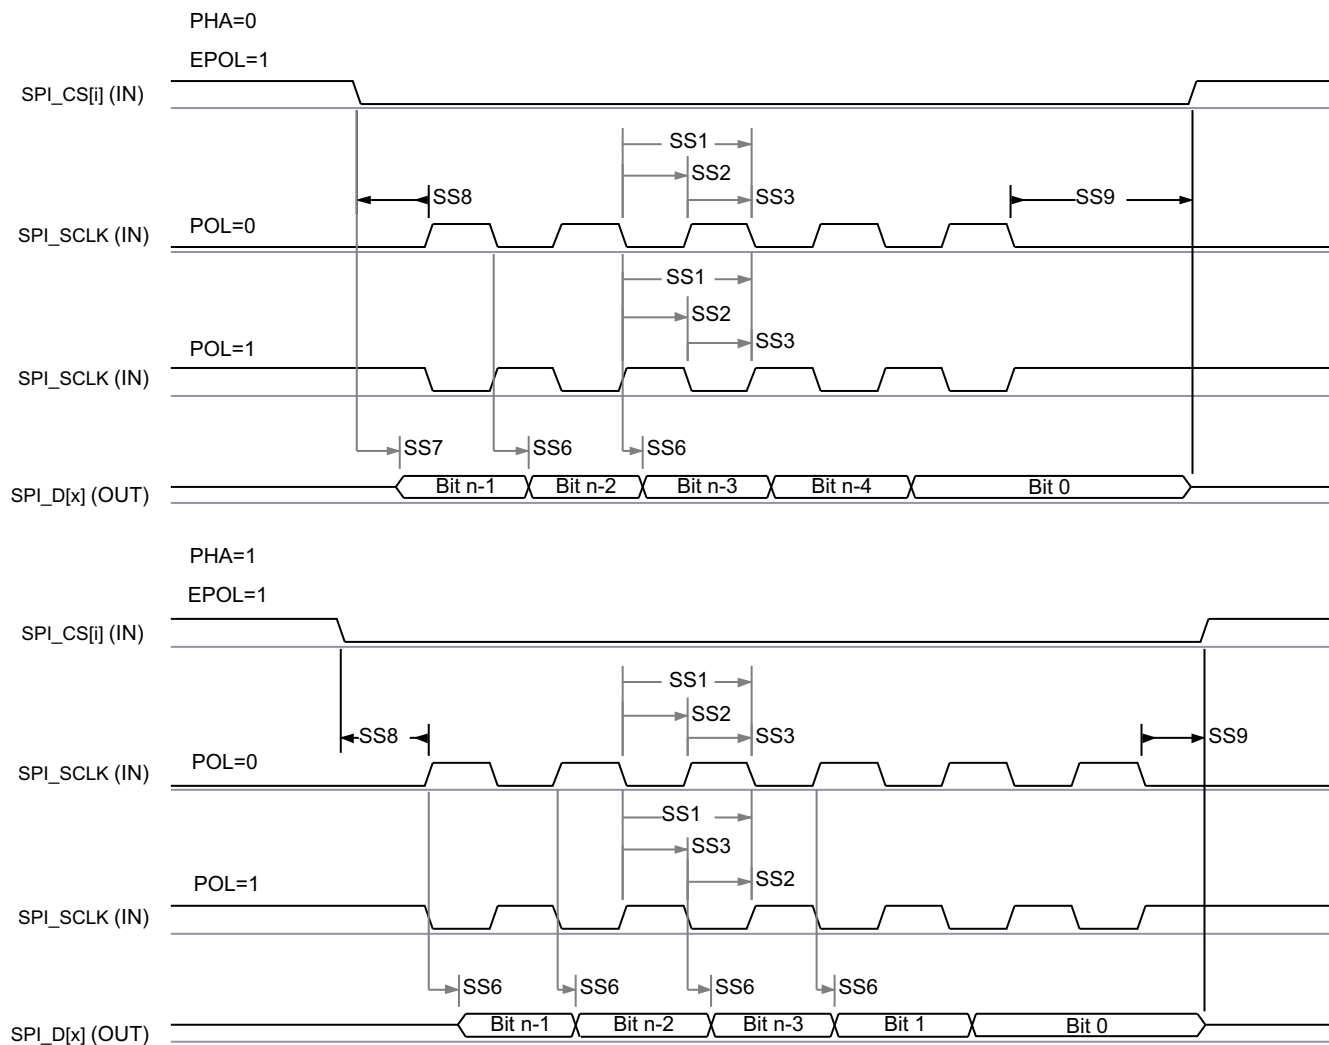 PHA=0
EPOL=1
SPI_CS[i] (IN)
SS1
SS2
SS8
SS3
SS9
POL=0
SPI_SCLK (IN)
SS1
SS2
SS3
POL=1
SPI_SCLK (IN)
SS7
SS6
SS6
SPI_D[x] (OUT)
Bit n-1
Bit n-2
Bit n-3
Bit n-4
Bit 0
PHA=1
EPOL=1
SPI_CS[i] (IN)
SS1
SS2
SS8
SS3
SS9
POL=0
SPI_SCLK (IN)
SS1
SS3
SS2
POL=1
SPI_SCLK (IN)
SS6
SS6
SS6
SS6
SPI_D[x] (OUT)
Bit n-1
Bit n-2
Bit n-3
Bit 1
Bit 0